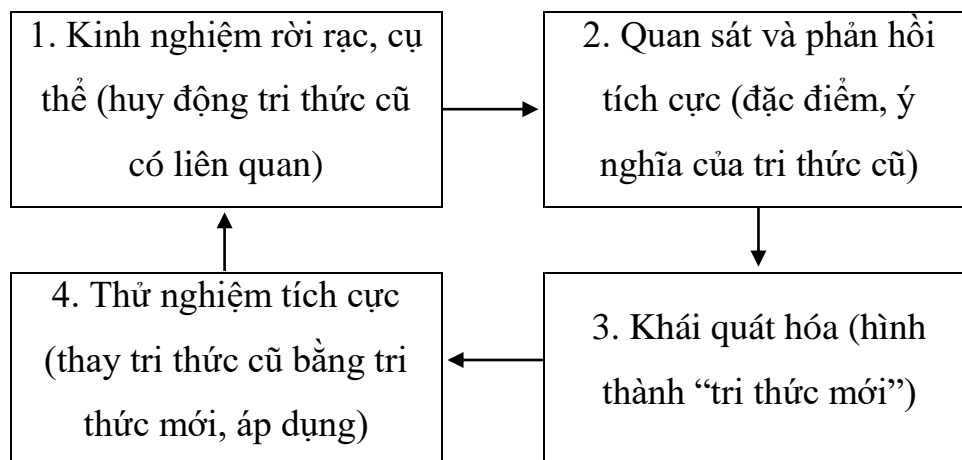 1. Kinh nghiệm rời rạc, cụ
thể (huy động tri thức cũ
có liên quan)
2. Quan sát và phản hồi
tích cực (đặc điểm, ý
nghĩa của tri thức cũ)
3. Khái quát hóa (hình
thành “tri thức mới”)
4. Thử nghiệm tích cực
(thay tri thức cũ bằng tri
thức mới, áp dụng)